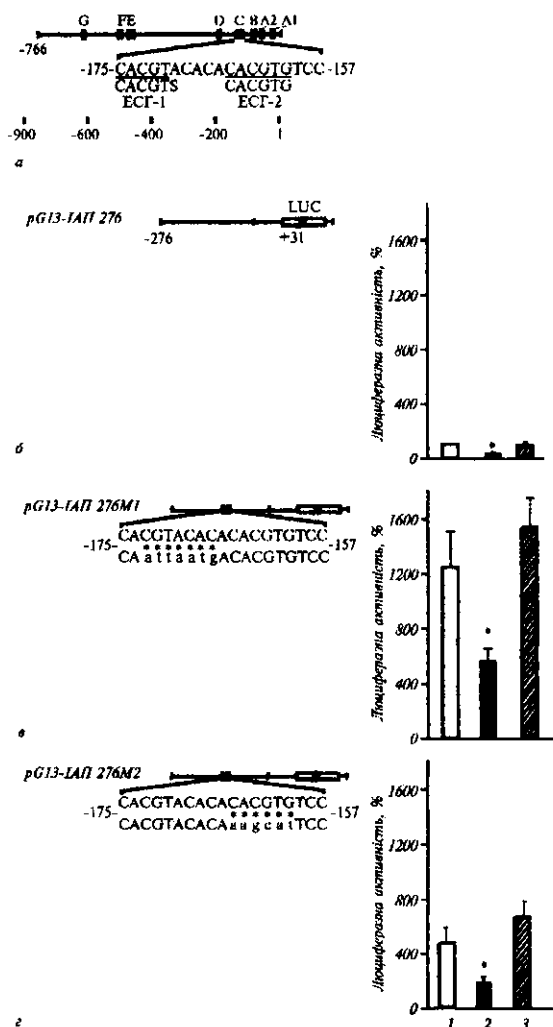 G FE D C B A2 A1
-766
-175 CACGTACACACACGTGTCC -157
CACGTS CACGTG
ЕСГ-1 ЕСГ-2
-900 -600 -400 -200 1
а
pG13-ІАП 276
LUC
-276 +31
Люциферазна активність, %
1600
1200
800
400
0
*
б
pG13-ІАП 276М1
CACGTACACACACGTGTCC
-175 -157
*******
CAattaatgACACGTGTCC
Люциферазна активність, %
1600
1200
800
400
0
*
в
pG13-ІАП 276М2
CACGTACACACACGTGTCC
-175 -157
******
CACGTACACAaagcatTCC
Люциферазна активність, %
1600
1200
800
400
0
*
1 2 3
г